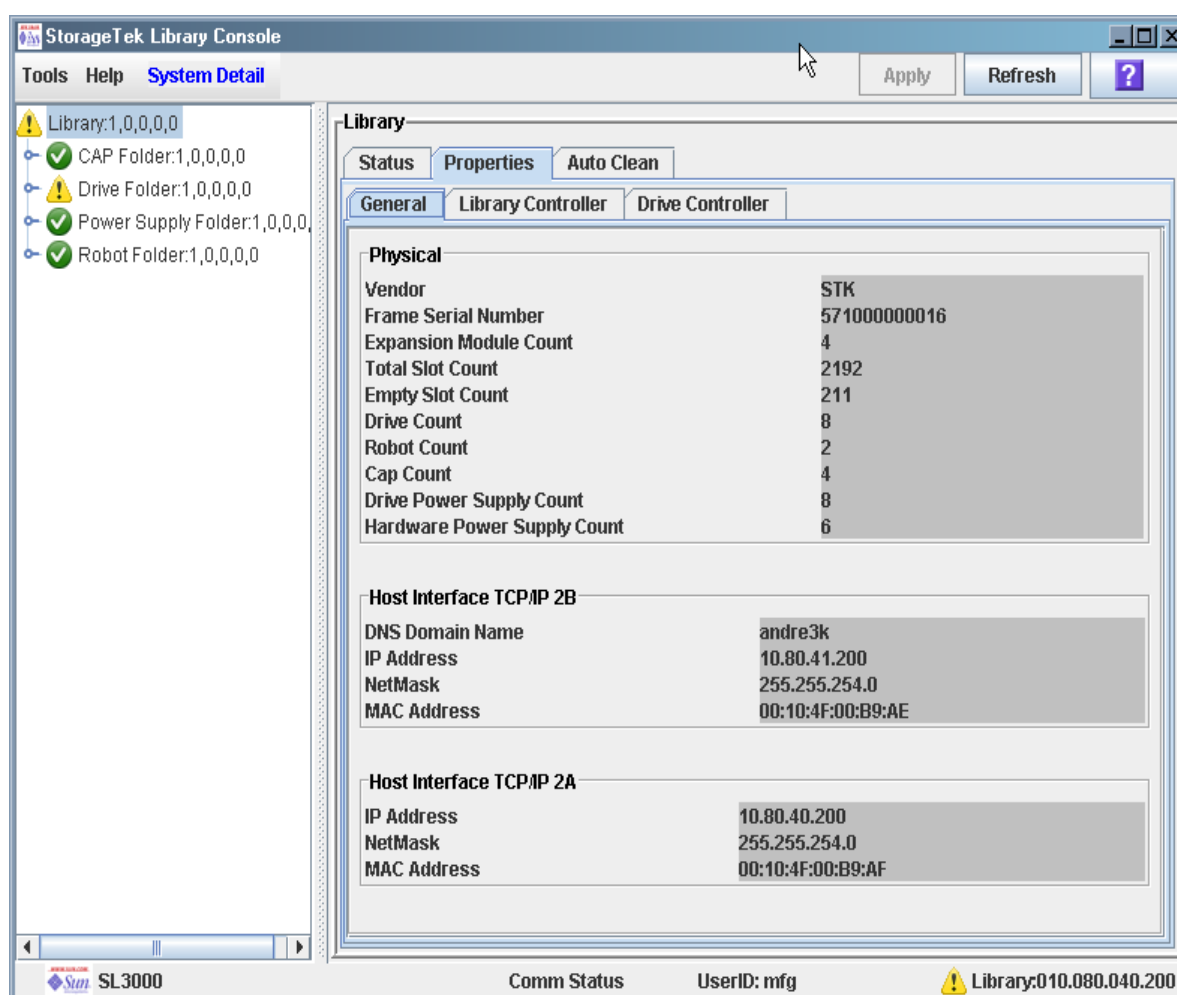 StorageTek Library Console
Tools Help System Detail Apply Refresh ?
Library:1,0,0,0,0
CAP Folder:1,0,0,0,0
Drive Folder:1,0,0,0,0
Power Supply Folder:1,0,0,0,
Robot Folder:1,0,0,0,0
Library
Status Properties Auto Clean
General Library Controller Drive Controller
Physical
Vendor STK
Frame Serial Number 571000000016
Expansion Module Count 4
Total Slot Count 2192
Empty Slot Count 211
Drive Count 8
Robot Count 2
Cap Count 4
Drive Power Supply Count 8
Hardware Power Supply Count 6
Host Interface TCP/IP 2B
DNS Domain Name andre3k
IP Address 10.80.41.200
NetMask 255.255.254.0
MAC Address 00:10:4F:00:B9:AE
Host Interface TCP/IP 2A
IP Address 10.80.40.200
NetMask 255.255.254.0
MAC Address 00:10:4F:00:B9:AF
Sun SL3000 Comm Status UserID: mfg Library:010.080.040.200